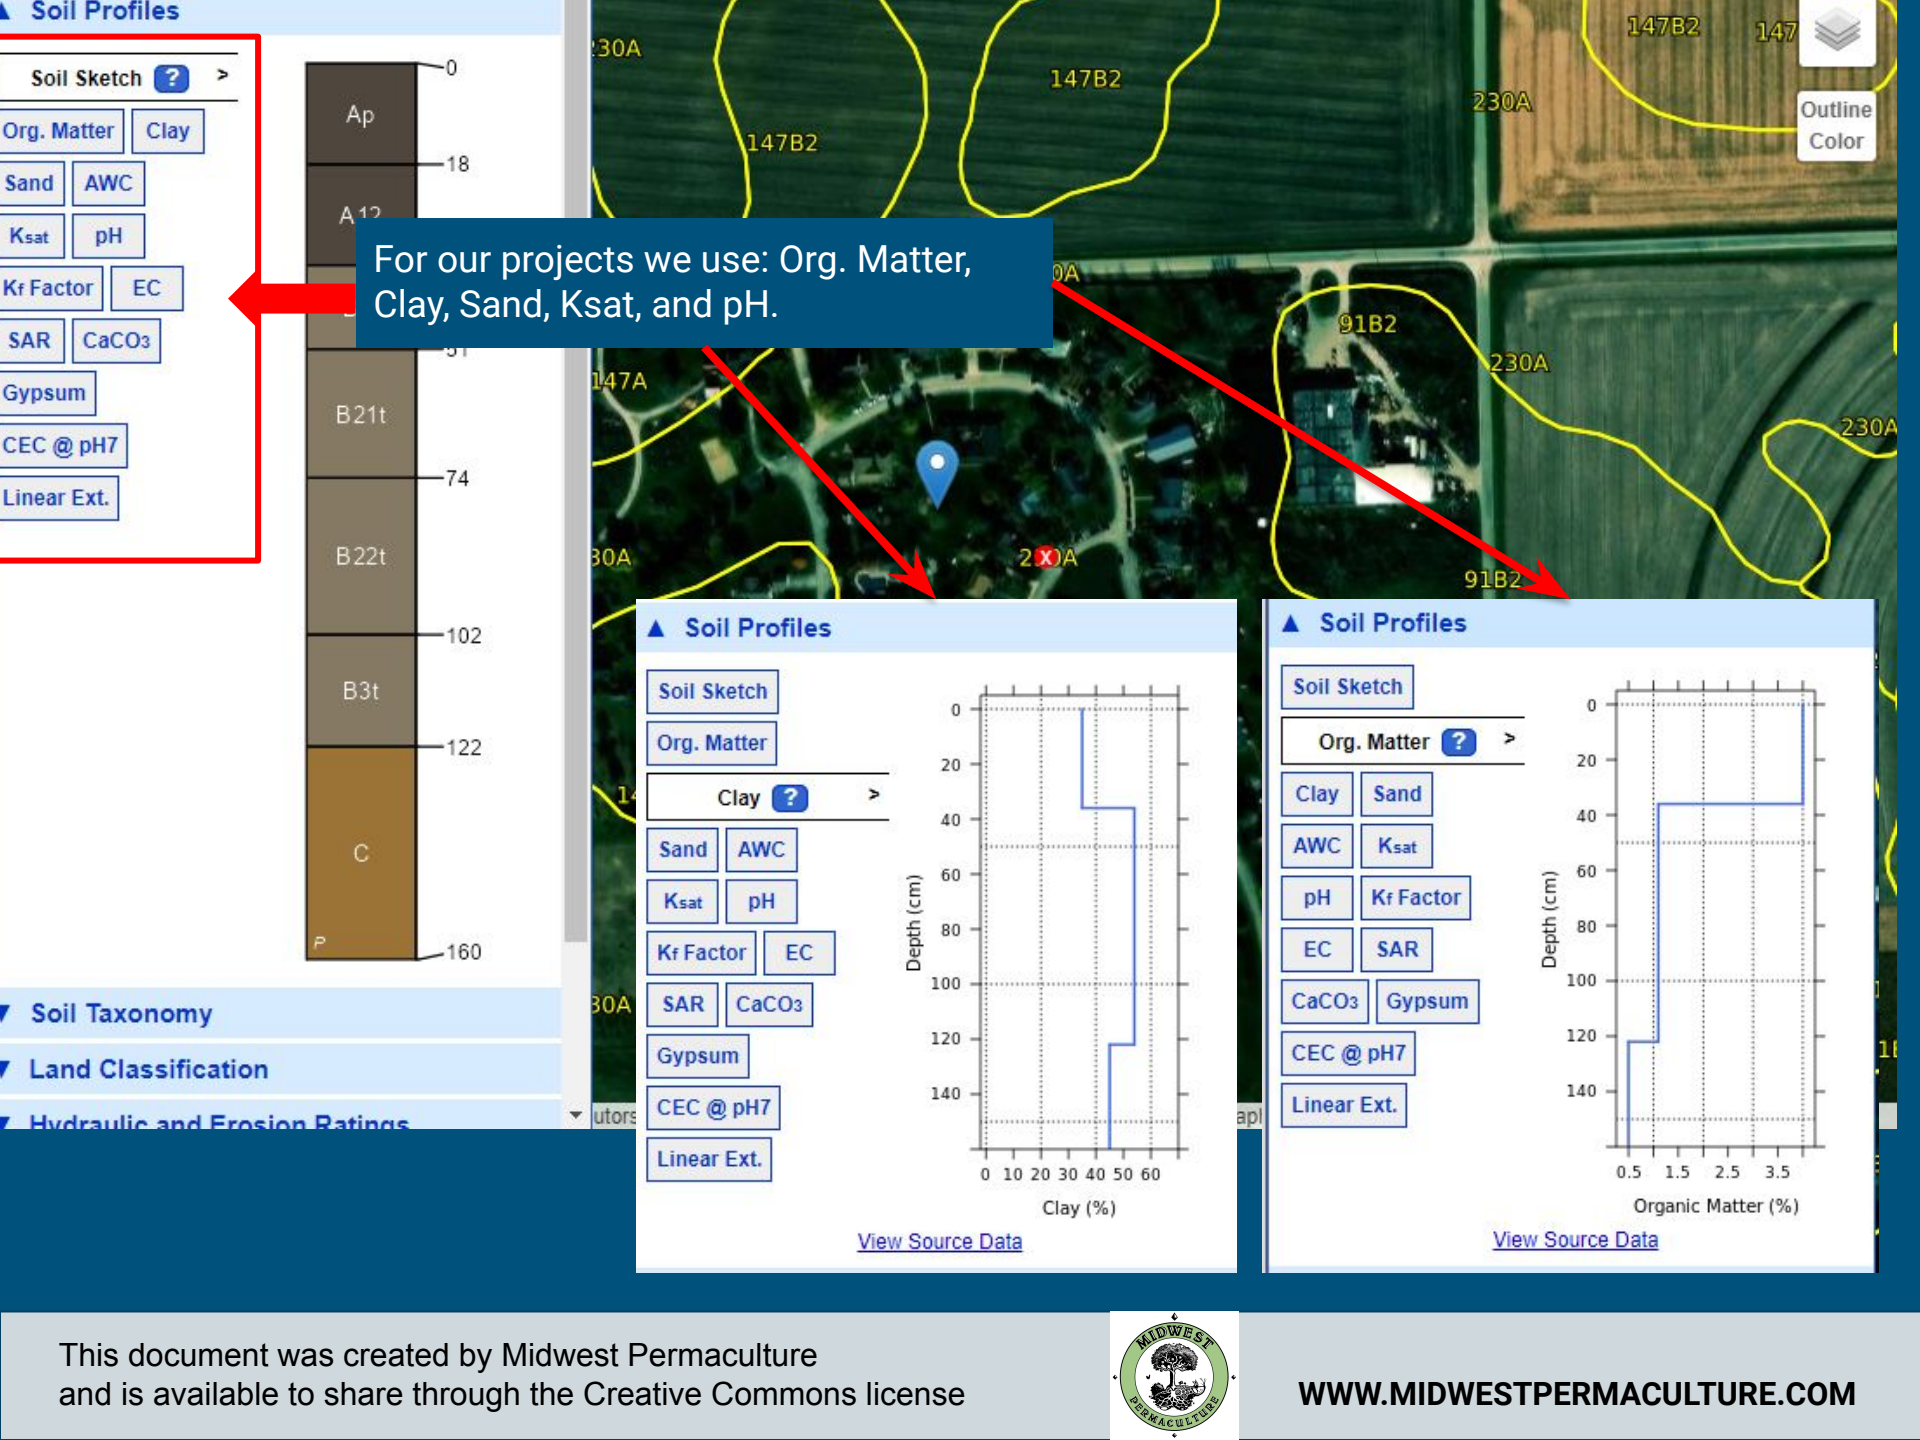 Soil Profiles
Soil Sketch ? >
Org. Matter Clay
Sand AWC
Ksat pH
Kf Factor EC
SAR CaCO3
Gypsum
CEC @ pH7
Linear Ext.
0
Ap
18
A12
51
B21t
74
B22t
102
B3t
122
C
P
160
Soil Taxonomy
Land Classification
Hydraulic and Erosion Ratings
For our projects we use: Org. Matter,
Clay, Sand, Ksat, and pH.
230A
147B2
147B2
147B2
147
230A
Outline
Color
0A
91B2
230A
147A
230A
30A
X
91B2
30A
Soil Profiles
Soil Sketch
Org. Matter
Clay ? >
Sand AWC
Ksat pH
Kf Factor EC
SAR CaCO3
Gypsum
CEC @ pH7
Linear Ext.
0
20
40
60
80
100
120
140
Depth (cm)
0 10 20 30 40 50 60
Clay (%)
View Source Data
Soil Profiles
Soil Sketch
Org. Matter ? >
Clay Sand
AWC Ksat
pH Kf Factor
EC SAR
CaCO3 Gypsum
CEC @ pH7
Linear Ext.
0
20
40
60
80
100
120
140
Depth (cm)
0.5 1.5 2.5 3.5
Organic Matter (%)
View Source Data
This document was created by Midwest Permaculture
and is available to share through the Creative Commons license
MIDWEST
PERMACULTURE
WWW.MIDWESTPERMACULTURE.COM